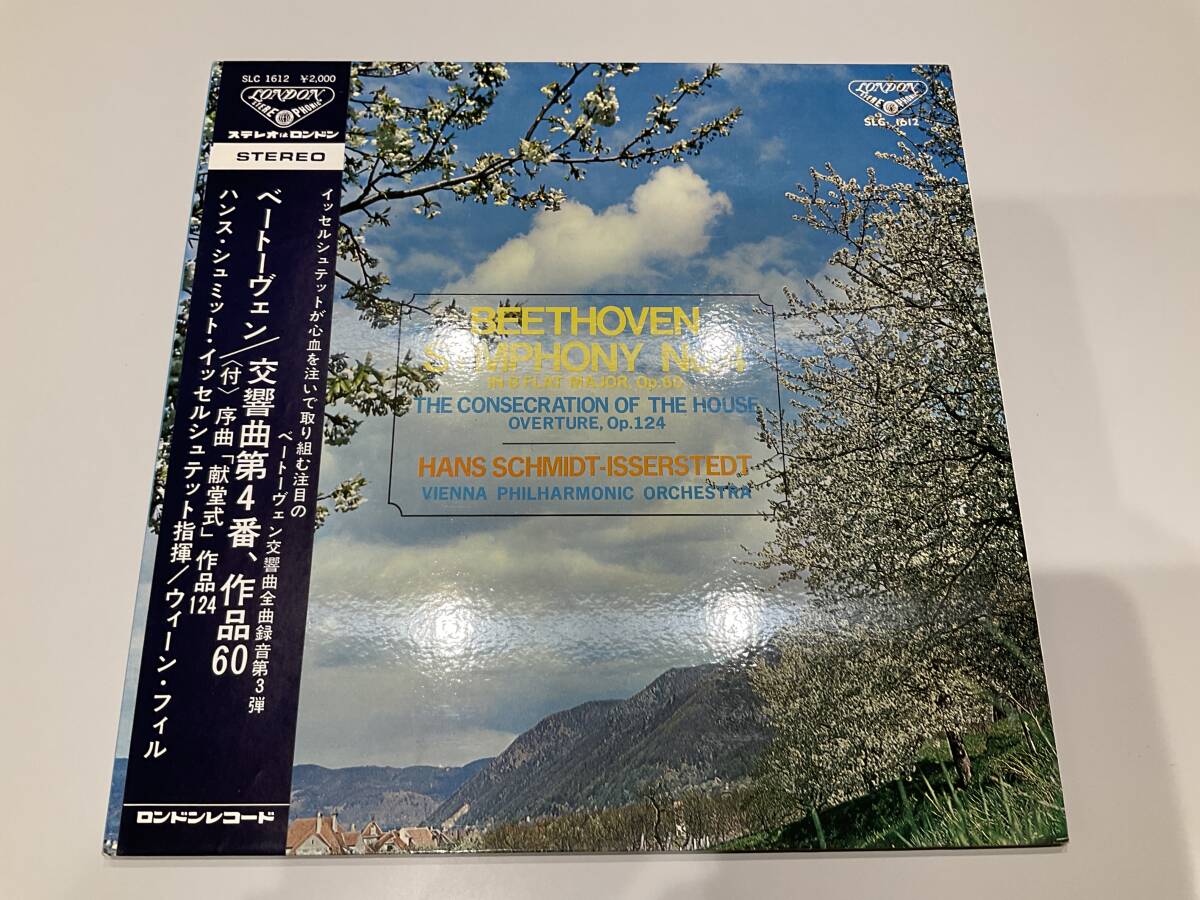 SLC 1612 ¥2,000
LONDON
STEREOPHONIC
ステレオはロンドン
STEREO
イッセルシュテットが心血を注いで取り組む注目の
ベートーヴェン交響曲全曲録音第3弾
ベートーヴェン/交響曲第4番、作品60
〈付〉序曲「献堂式」作品124
ハンス・シュミット・イッセルシュテット指揮/ウィーン・フィル
ロンドンレコード
LONDON
STEREOPHONIC
SLC 1612
BEETHOVEN
SYMPHONY No.4
IN B FLAT MAJOR, Op.60
THE CONSECRATION OF THE HOUSE
OVERTURE, Op.124
HANS SCHMIDT-ISSERSTEDT
VIENNA PHILHARMONIC ORCHESTRA